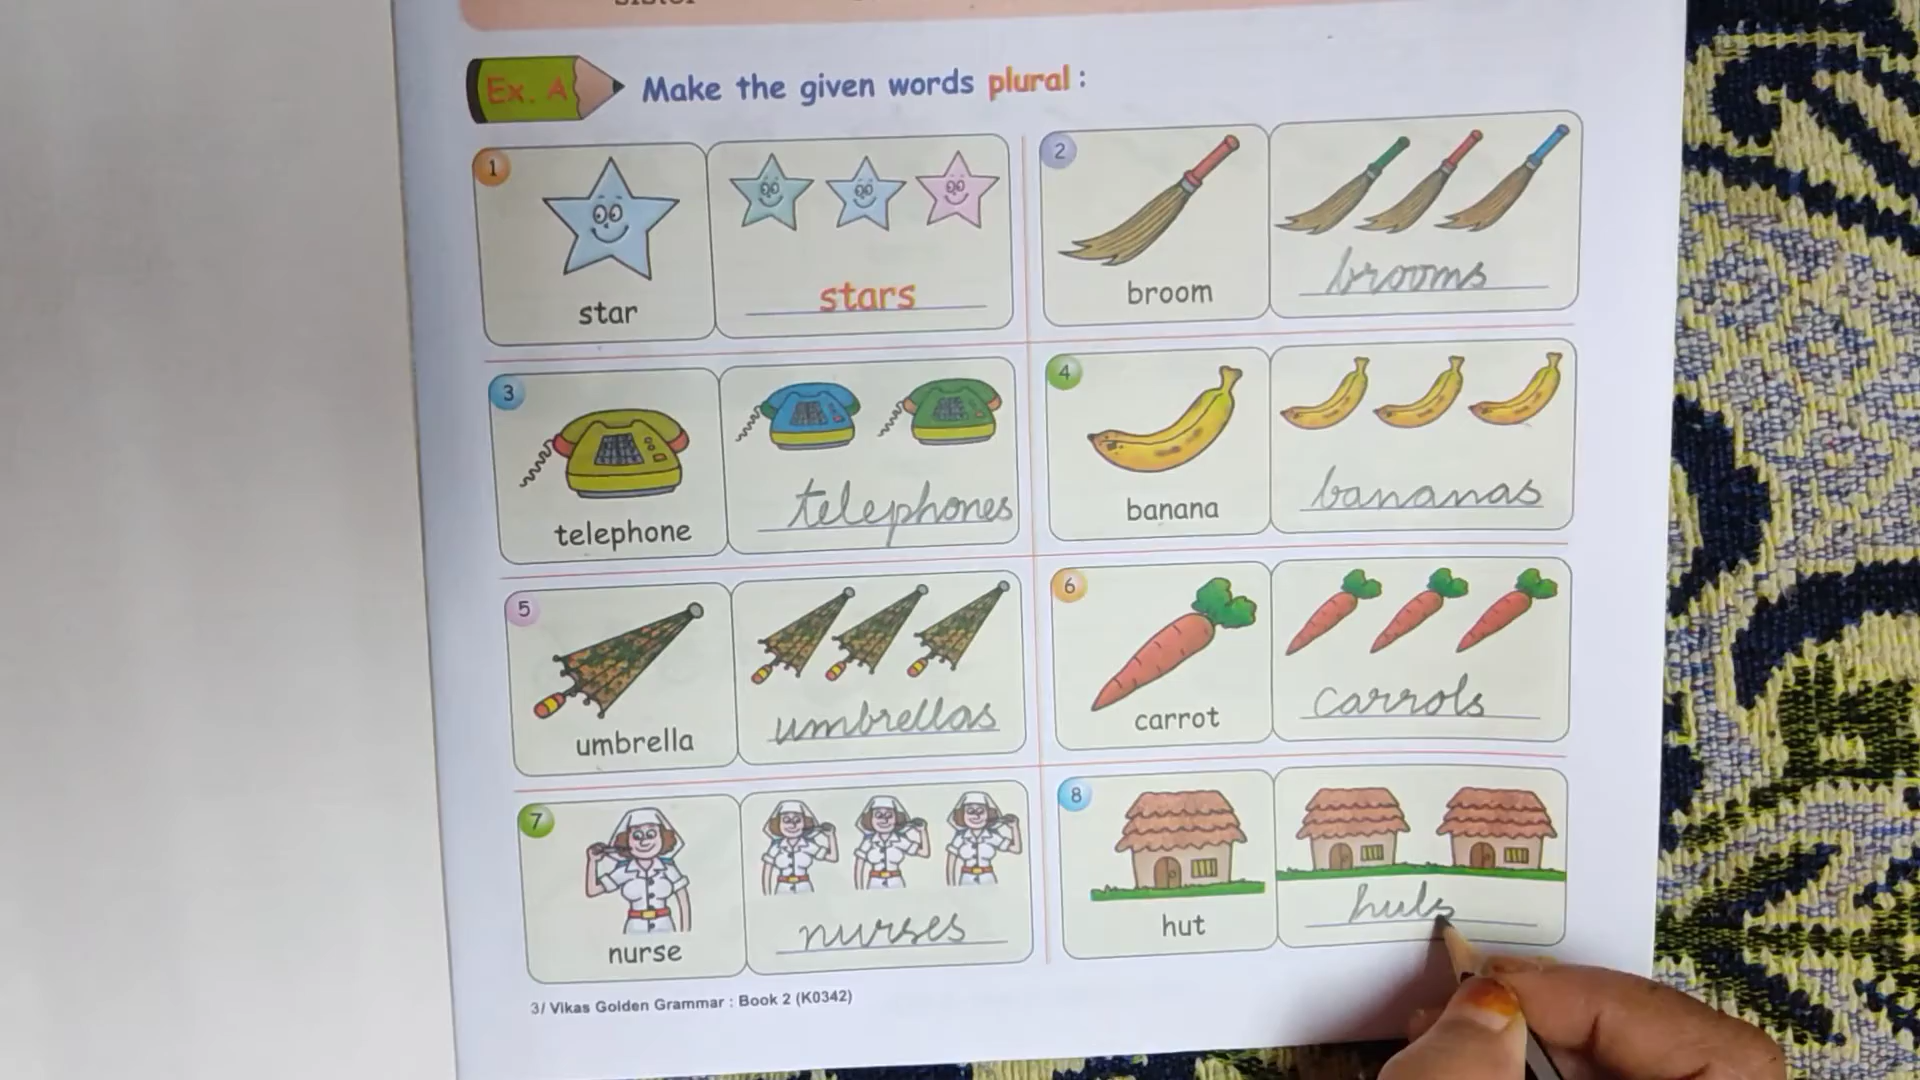 Ex. A Make the given words plural :
1
star
stars
2
broom
brooms
3
telephone
telephones
4
banana
bananas
5
umbrella
umbrellas
6
carrot
carrots
7
nurse
nurses
8
hut
huts
3/ Vikas Golden Grammar : Book 2 (K0342)